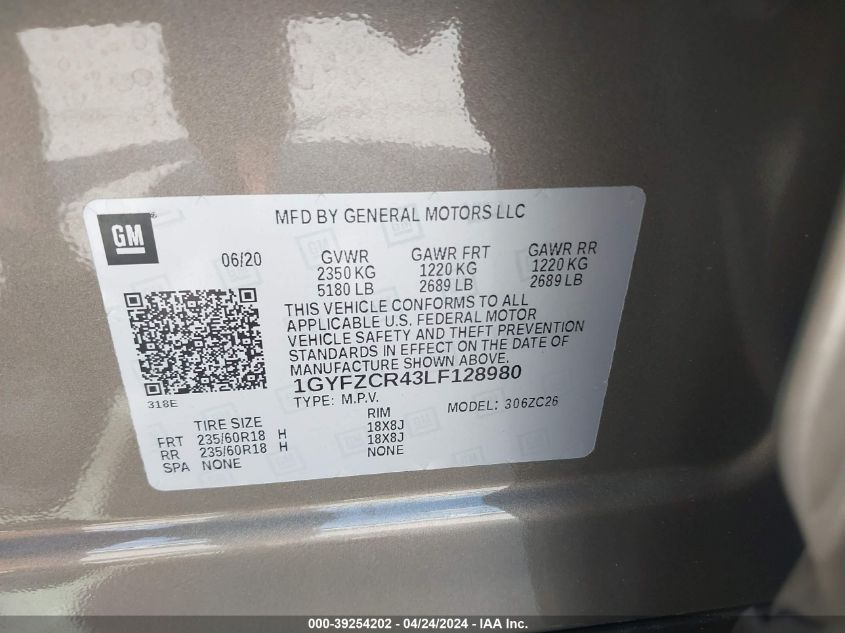 MFD BY GENERAL MOTORS LLC
GM
®
06/20
GVWR GAWR FRT GAWR RR
2350 KG 1220 KG 1220 KG
5180 LB 2689 LB 2689 LB
THIS VEHICLE CONFORMS TO ALL
APPLICABLE U.S. FEDERAL MOTOR
VEHICLE SAFETY AND THEFT PREVENTION
STANDARDS IN EFFECT ON THE DATE OF
MANUFACTURE SHOWN ABOVE.
1GYFZCR43LF128980
318E
TYPE: M.P.V. MODEL: 306ZC26
TIRE SIZE RIM
FRT 235/60R18 H 18X8J
RR 235/60R18 H 18X8J
SPA NONE NONE
000-39254202 - 04/24/2024 - IAA Inc.